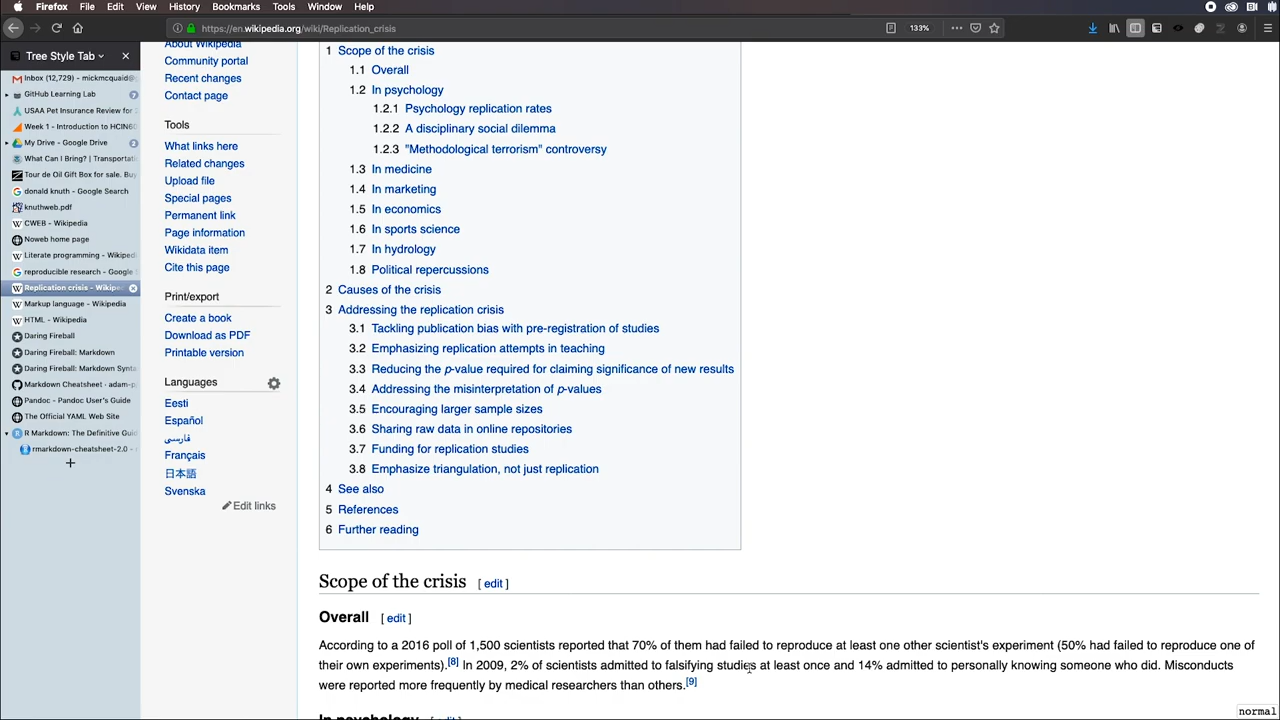 Firefox File Edit View History Bookmarks Tools Window Help
https://en.wikipedia.org/wiki/Replication_crisis
133%
Tree Style Tab
Inbox (12,729) - mickmcquaid@
GitHub Learning Lab
7
USAA Pet Insurance Review for
Week 1 - Introduction to HCIN60
My Drive - Google Drive
2
What Can I Bring? | Transportati
Tour de Oil Gift Box for sale. Buy
donald knuth - Google Search
knuthweb.pdf
CWEB - Wikipedia
Noweb home page
Literate programming - Wikiped
reproducible research - Google
Replication crisis - Wikipe
Markup language - Wikipedia
HTML - Wikipedia
Daring Fireball
Daring Fireball: Markdown
Daring Fireball: Markdown Synta
Markdown Cheatsheet · adam-p
Pandoc - Pandoc User's Guide
The Official YAML Web Site
R Markdown: The Definitive Guid
rmarkdown-cheatsheet-2.0 -
About Wikipedia
Community portal
Recent changes
Contact page
Tools
What links here
Related changes
Upload file
Special pages
Permanent link
Page information
Wikidata item
Cite this page
Print/export
Create a book
Download as PDF
Printable version
Languages
Eesti
Español
فارسی
Français
日本語
Svenska
Edit links
1 Scope of the crisis
1.1 Overall
1.2 In psychology
1.2.1 Psychology replication rates
1.2.2 A disciplinary social dilemma
1.2.3 "Methodological terrorism" controversy
1.3 In medicine
1.4 In marketing
1.5 In economics
1.6 In sports science
1.7 In hydrology
1.8 Political repercussions
2 Causes of the crisis
3 Addressing the replication crisis
3.1 Tackling publication bias with pre-registration of studies
3.2 Emphasizing replication attempts in teaching
3.3 Reducing the p-value required for claiming significance of new results
3.4 Addressing the misinterpretation of p-values
3.5 Encouraging larger sample sizes
3.6 Sharing raw data in online repositories
3.7 Funding for replication studies
3.8 Emphasize triangulation, not just replication
4 See also
5 References
6 Further reading
Scope of the crisis [ edit ]
Overall [ edit ]
According to a 2016 poll of 1,500 scientists reported that 70% of them had failed to reproduce at least one other scientist's experiment (50% had failed to reproduce one of
their own experiments).[8] In 2009, 2% of scientists admitted to falsifying studies at least once and 14% admitted to personally knowing someone who did. Misconducts
were reported more frequently by medical researchers than others.[9]
In psychology [ edit ]
normal